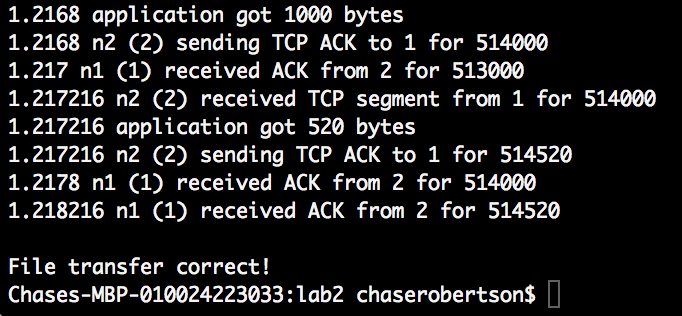 1.2168 application got 1000 bytes
1.2168 n2 (2) sending TCP ACK to 1 for 514000
1.217 n1 (1) received ACK from 2 for 513000
1.217216 n2 (2) received TCP segment from 1 for 514000
1.217216 application got 520 bytes
1.217216 n2 (2) sending TCP ACK to 1 for 514520
1.2178 n1 (1) received ACK from 2 for 514000
1.218216 n1 (1) received ACK from 2 for 514520
File transfer correct!
Chases-MBP-010024223033:lab2 chaserobertson$